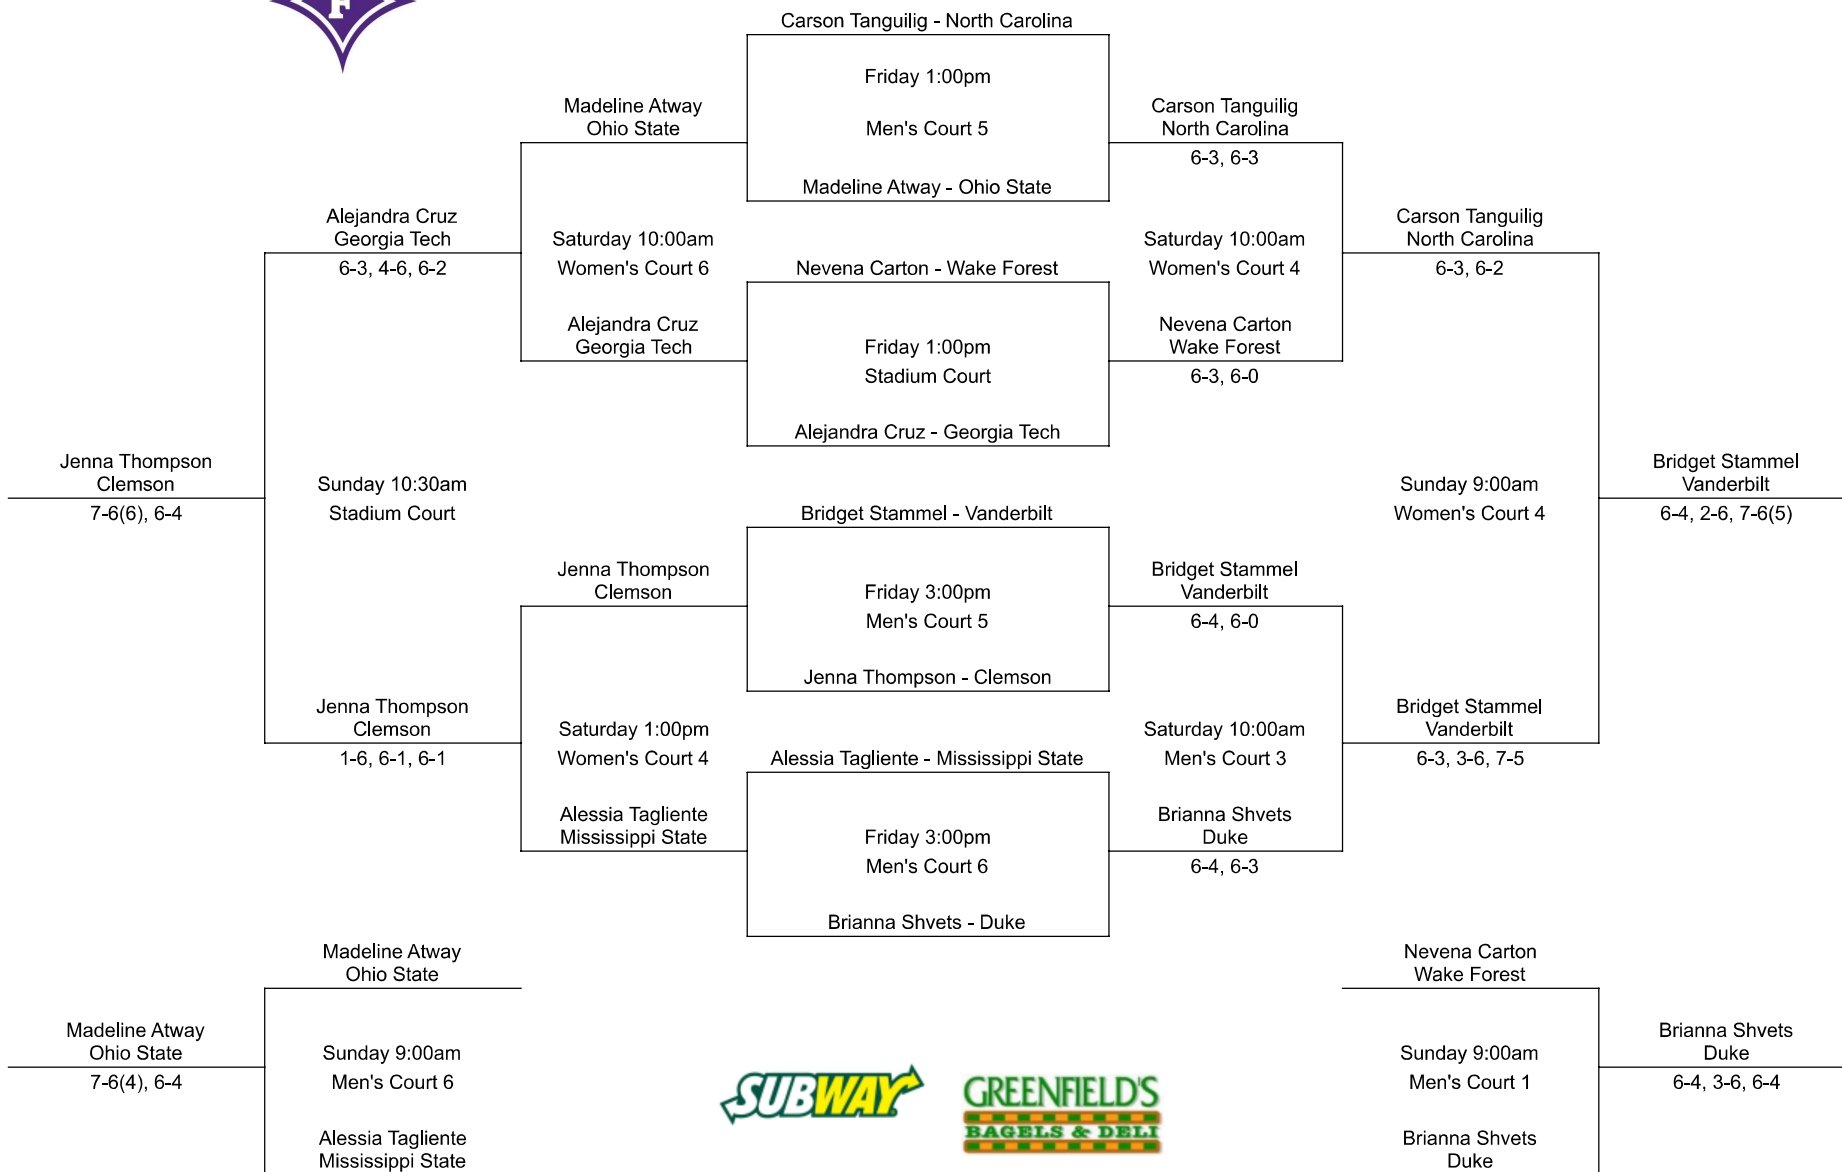 F
Carson Tanguilig - North Carolina
Friday 1:00pm
Men's Court 5
Madeline Atway - Ohio State
Madeline Atway
Ohio State
Carson Tanguilig
North Carolina
6-3, 6-3
Alejandra Cruz
Georgia Tech
6-3, 4-6, 6-2
Saturday 10:00am
Women's Court 6
Nevena Carton - Wake Forest
Saturday 10:00am
Women's Court 4
Carson Tanguilig
North Carolina
6-3, 6-2
Alejandra Cruz
Georgia Tech
Friday 1:00pm
Stadium Court
Nevena Carton
Wake Forest
6-3, 6-0
Alejandra Cruz - Georgia Tech
Jenna Thompson
Clemson
7-6(6), 6-4
Sunday 10:30am
Stadium Court
Bridget Stammel - Vanderbilt
Sunday 9:00am
Women's Court 4
Bridget Stammel
Vanderbilt
6-4, 2-6, 7-6(5)
Jenna Thompson
Clemson
Friday 3:00pm
Men's Court 5
Bridget Stammel
Vanderbilt
6-4, 6-0
Jenna Thompson - Clemson
Jenna Thompson
Clemson
1-6, 6-1, 6-1
Saturday 1:00pm
Women's Court 4
Alessia Tagliente - Mississippi State
Saturday 10:00am
Men's Court 3
Bridget Stammel
Vanderbilt
6-3, 3-6, 7-5
Alessia Tagliente
Mississippi State
Friday 3:00pm
Men's Court 6
Brianna Shvets
Duke
6-4, 6-3
Brianna Shvets - Duke
Madeline Atway
Ohio State
Nevena Carton
Wake Forest
Madeline Atway
Ohio State
7-6(4), 6-4
Sunday 9:00am
Men's Court 6
SUBWAY
GREENFIELD'S
BAGELS & DELI
Sunday 9:00am
Men's Court 1
Brianna Shvets
Duke
6-4, 3-6, 6-4
Alessia Tagliente
Mississippi State
Brianna Shvets
Duke